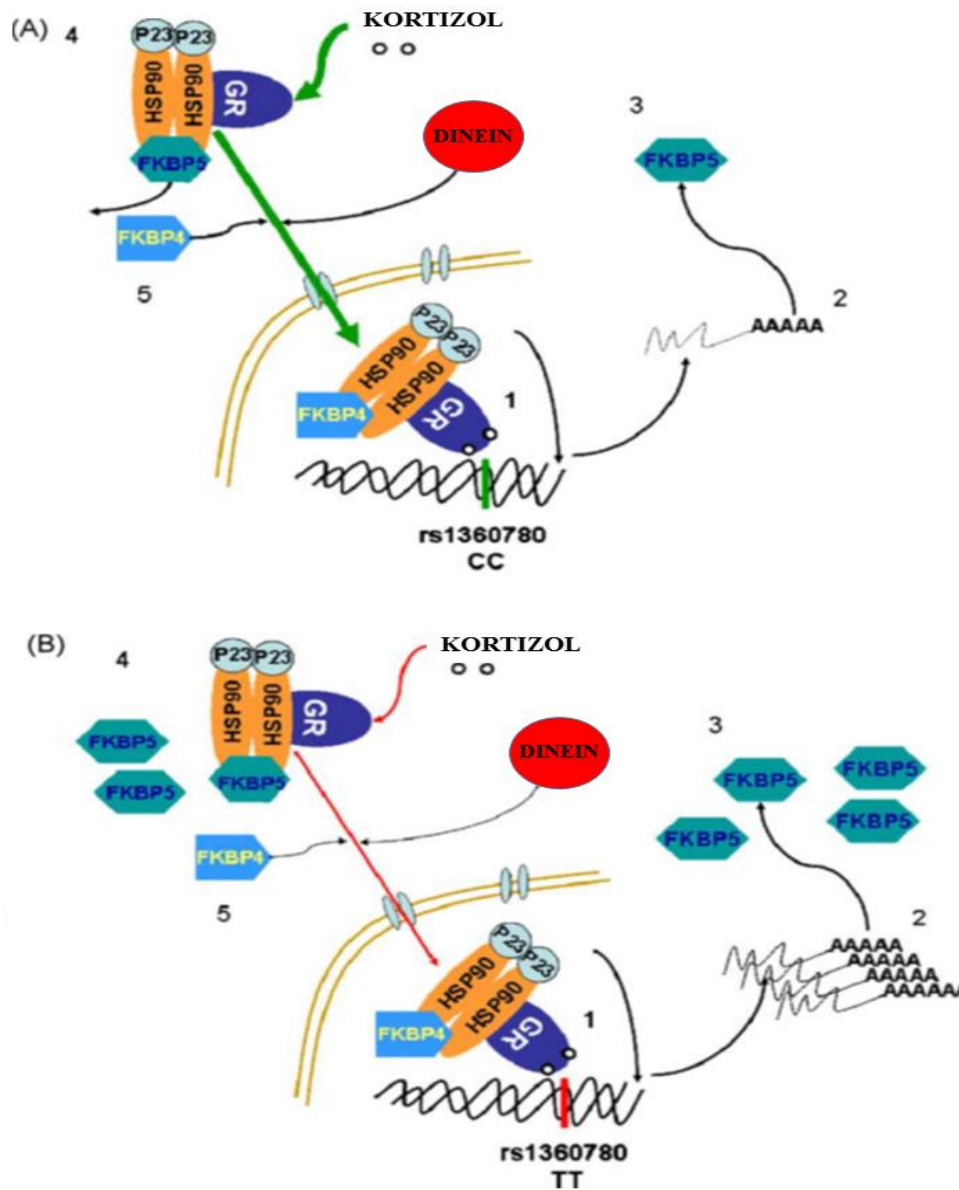 (A) 4
P23 P23
KORTIZOL
HSP90 HSP90 GR
DINEIN
3
FKBP5
FKBP5
FKBP4
5
2
AAAAA
P23 P23
HSP90 HSP90
FKBP4
GR
1
rs1360780
CC
(B) 4
P23 P23
KORTIZOL
HSP90 HSP90 GR
FKBP5
FKBP5
FKBP5
DINEIN
3
FKBP5
FKBP5
FKBP5
FKBP5
FKBP4
5
2
AAAAA
AAAAA
AAAAA
AAAAAA
P23 P23
HSP90 HSP90
FKBP4
GR
1
rs1360780
TT